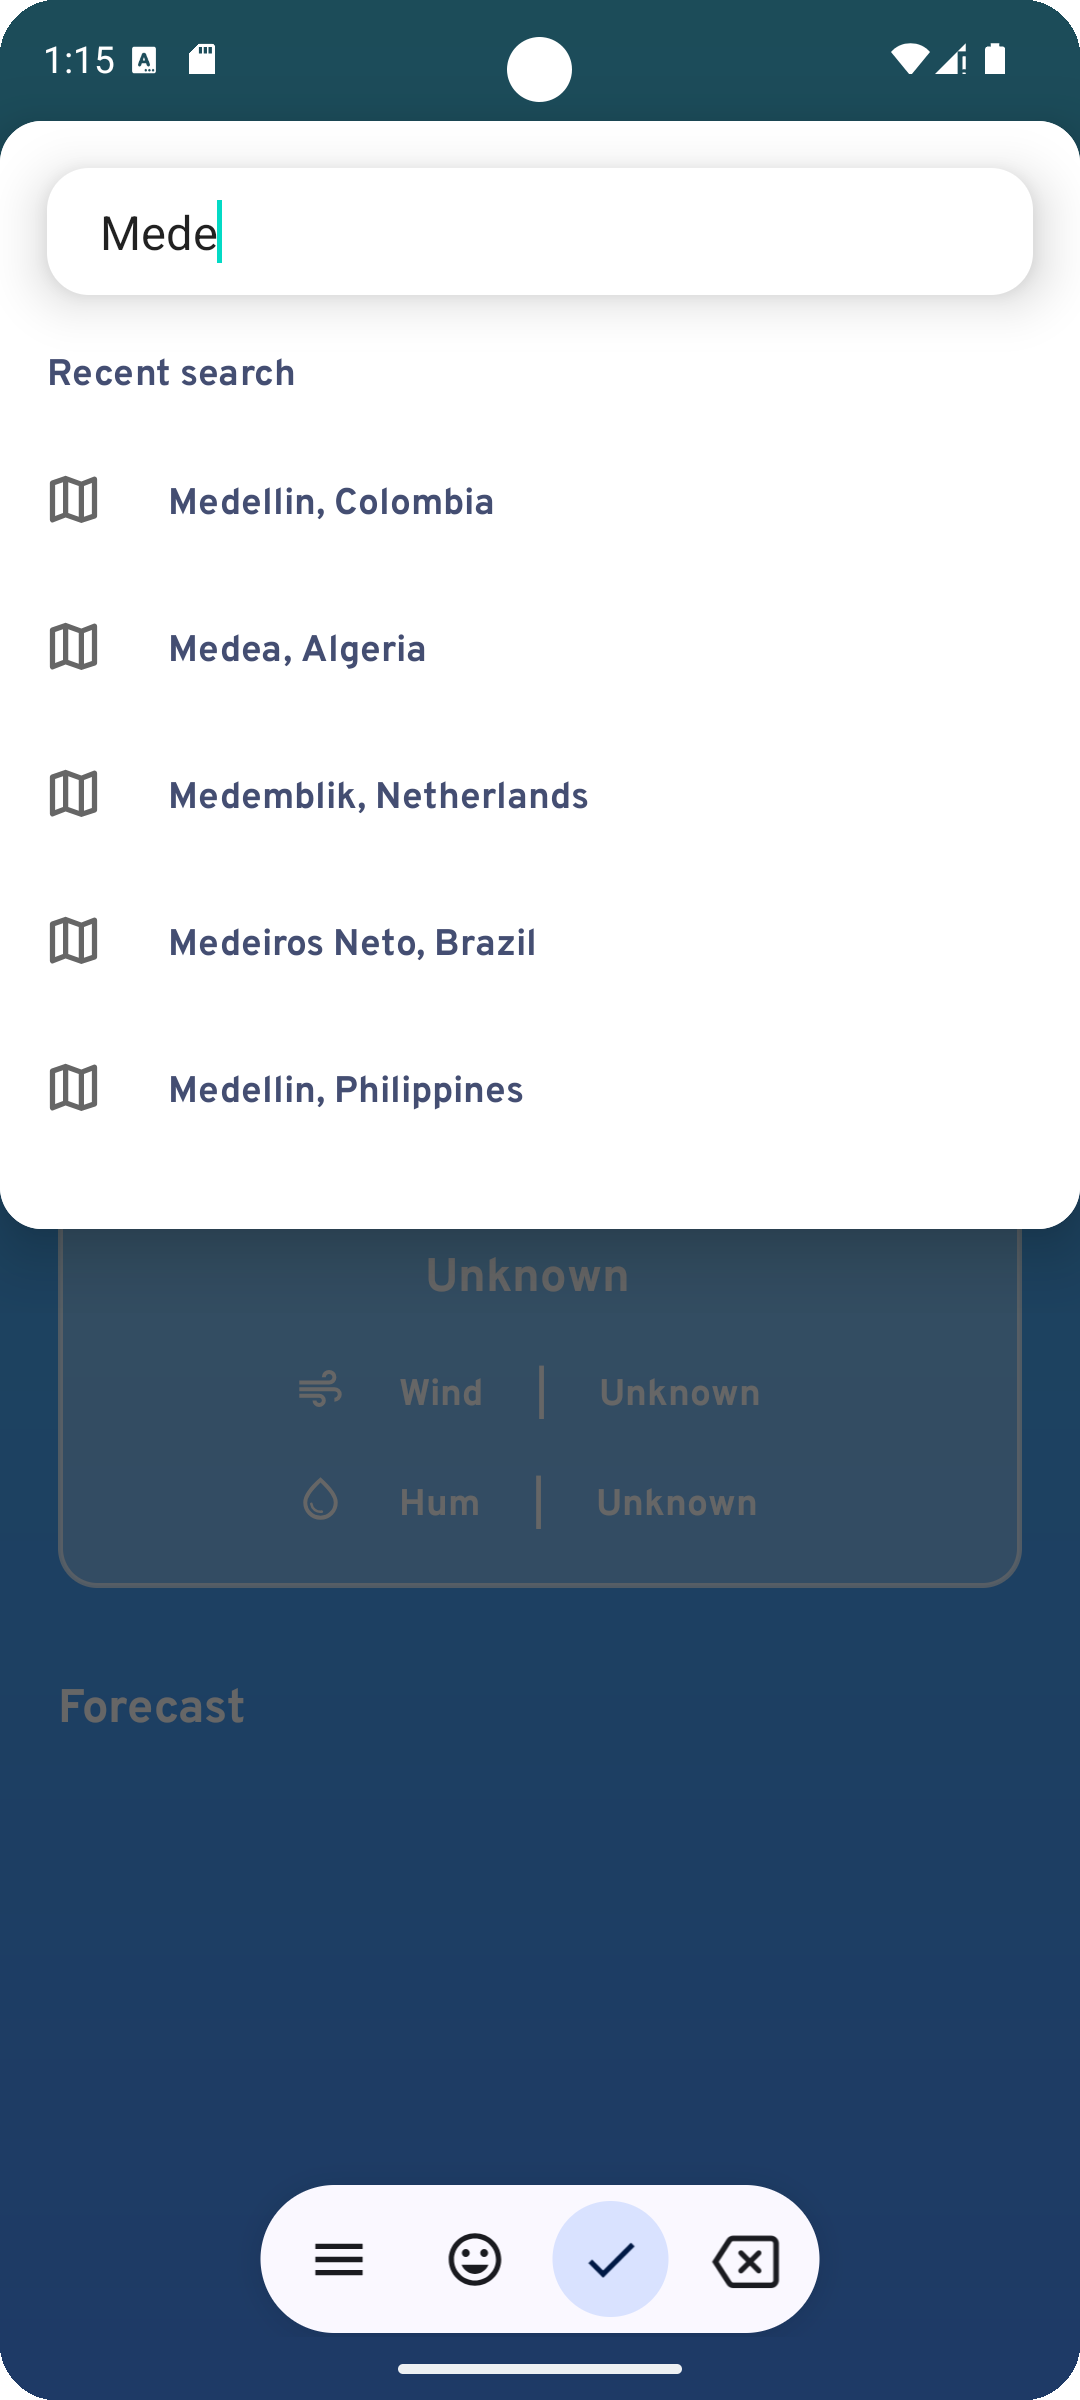 1:15
Mede
Recent search
Medellin, Colombia
Medea, Algeria
Medemblik, Netherlands
Medeiros Neto, Brazil
Medellin, Philippines
Unknown
Wind | Unknown
Hum | Unknown
Forecast